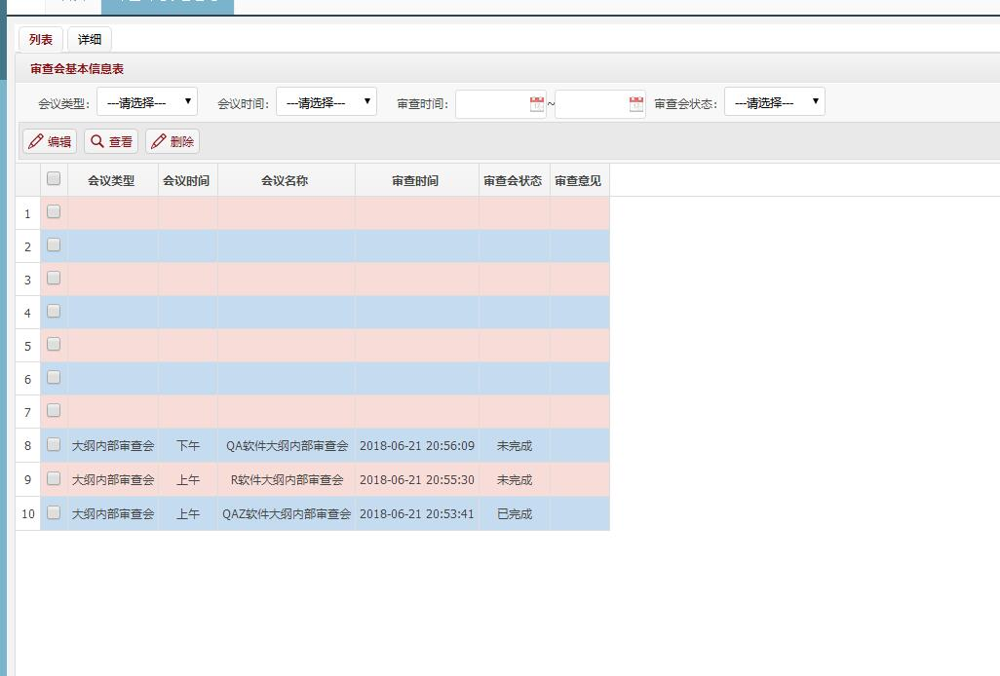 列表 详细
审查会基本信息表
会议类型: ---请选择--- 会议时间: ---请选择--- 审查时间: ~ 审查会状态: ---请选择---
编辑 查看 删除
会议类型 会议时间 会议名称 审查时间 审查会状态 审查意见
1
2
3
4
5
6
7
8 大纲内部审查会 下午 QA软件大纲内部审查会 2018-06-21 20:56:09 未完成
9 大纲内部审查会 上午 R软件大纲内部审查会 2018-06-21 20:55:30 未完成
10 大纲内部审查会 上午 QAZ软件大纲内部审查会 2018-06-21 20:53:41 已完成